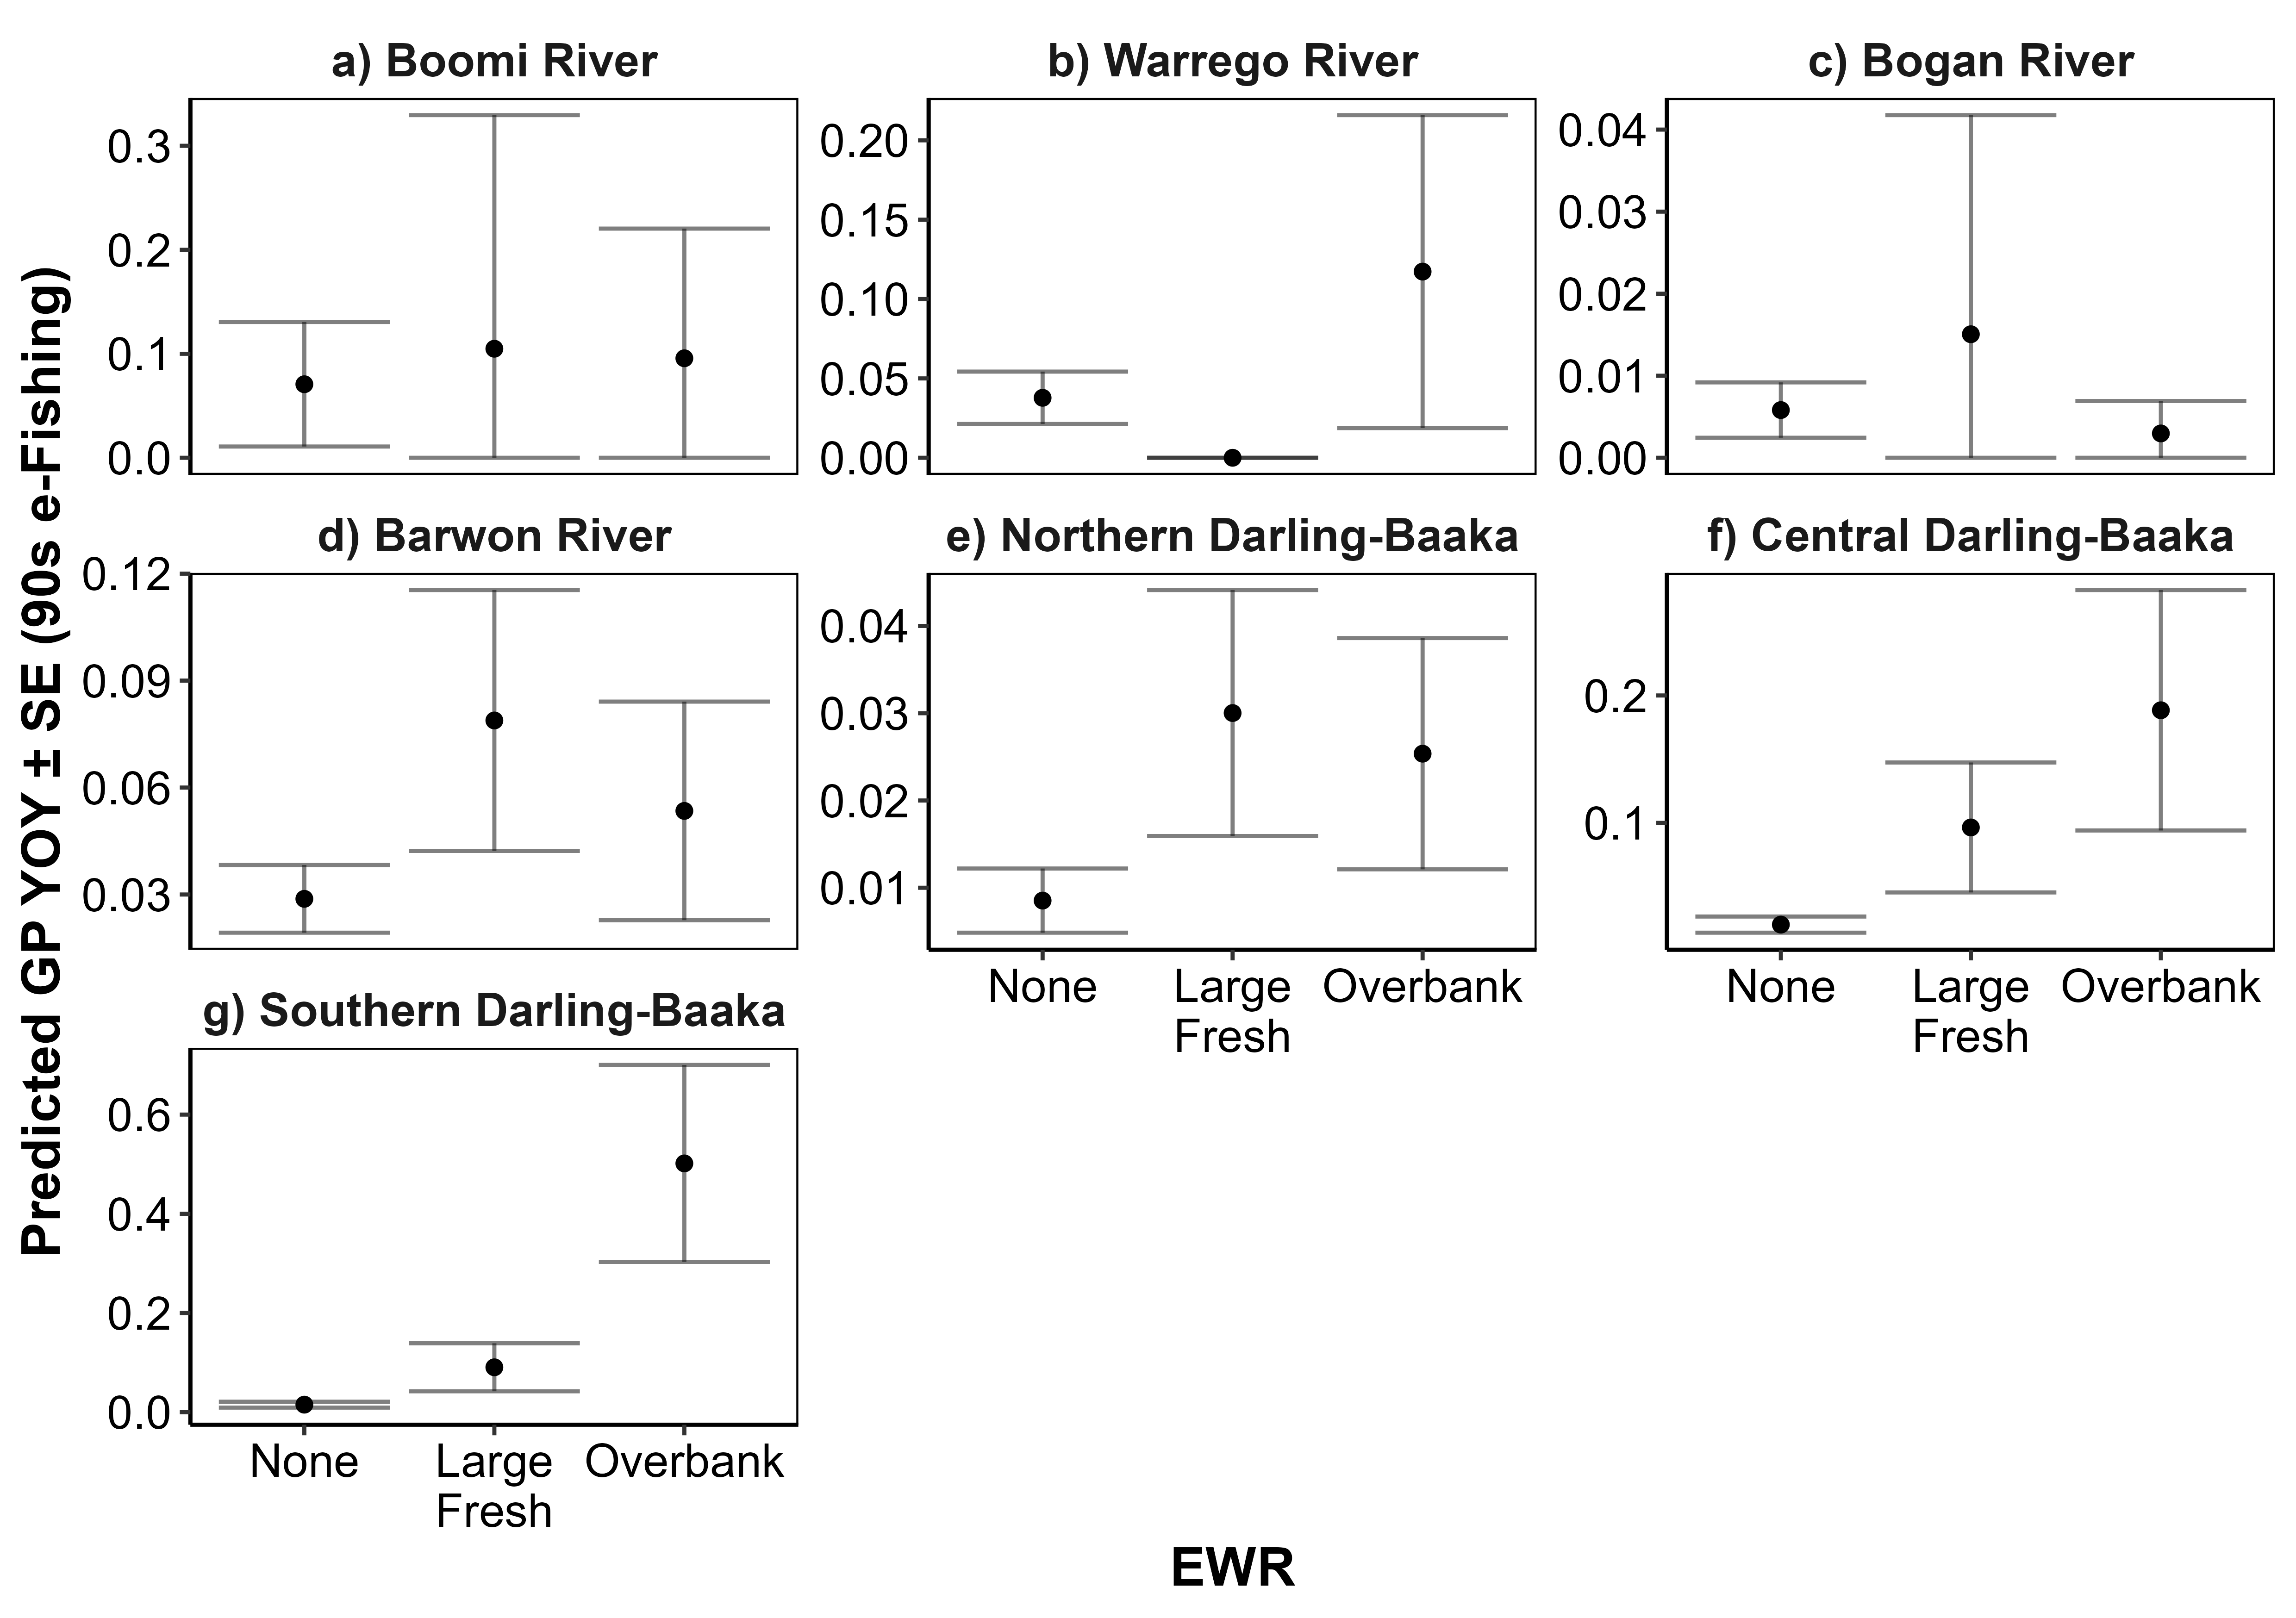 Predicted GP YOY ± SE (90s e-Fishing)
a) Boomi River
0.3
0.2
0.1
0.0
b) Warrego River
0.20
0.15
0.10
0.05
0.00
c) Bogan River
0.04
0.03
0.02
0.01
0.00
d) Barwon River
0.12
0.09
0.06
0.03
e) Northern Darling-Baaka
0.04
0.03
0.02
0.01
None
Large
Fresh
Overbank
f) Central Darling-Baaka
0.2
0.1
None
Large
Fresh
Overbank
g) Southern Darling-Baaka
0.6
0.4
0.2
0.0
None
Large
Fresh
Overbank
EWR